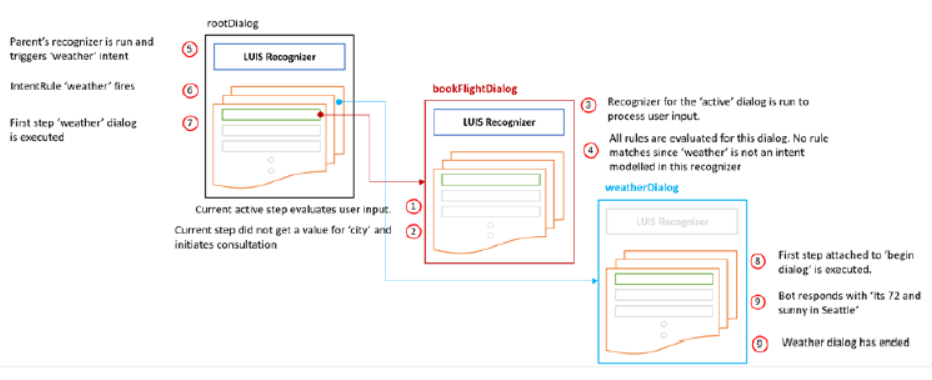 rootDialog
Parent's recognizer is run and
triggers 'weather' intent
5
LUIS Recognizer
IntentRule 'weather' fires
6
First step 'weather' dialog
is executed
7
bookFlightDialog
LUIS Recognizer
3
Recognizer for the 'active' dialog is run to
process user input.
4
All rules are evaluated for this dialog. No rule
matches since 'weather' is not an intent
modelled in this recognizer
Current active step evaluates user input.
1
Current step did not get a value for 'city' and
initiates consultation
2
weatherDialog
LUIS Recognizer
8
First step attached to 'begin
dialog' is executed.
9
Bot responds with 'Its 72 and
sunny in Seattle'
9
Weather dialog has ended